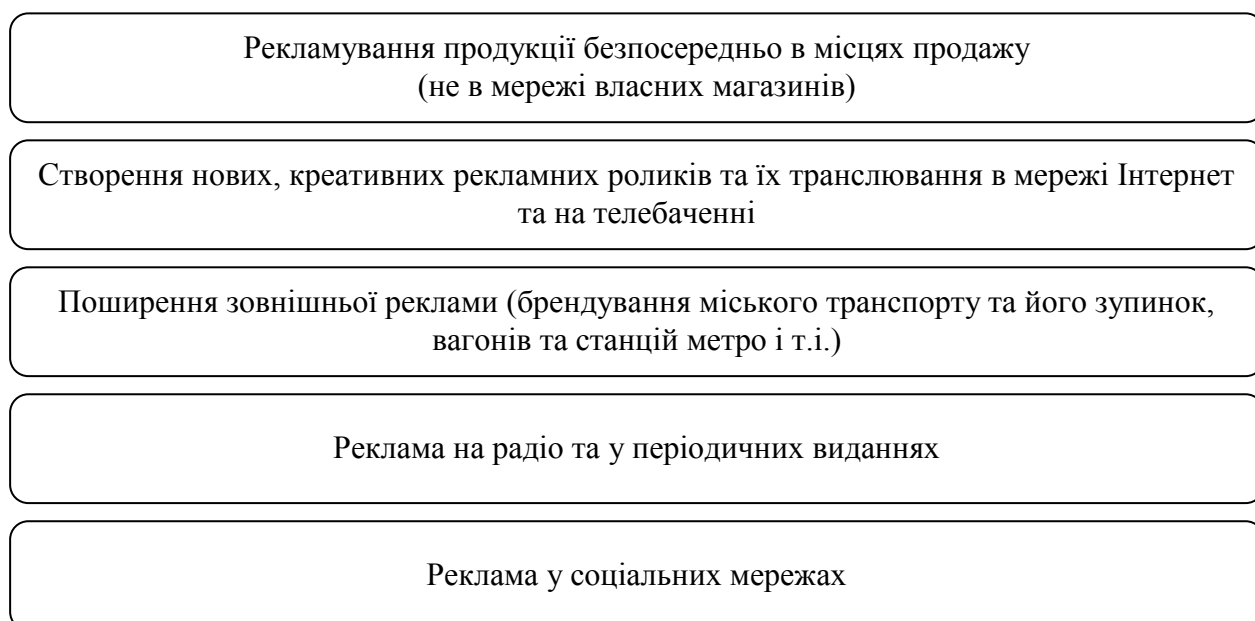 Рекламування продукції безпосередньо в місцях продажу
(не в мережі власних магазинів)
Створення нових, креативних рекламних роликів та їх транслювання в мережі Інтернет
та на телебаченні
Поширення зовнішньої реклами (брендування міського транспорту та його зупинок,
вагонів та станцій метро і т.і.)
Реклама на радіо та у періодичних виданнях
Реклама у соціальних мережах